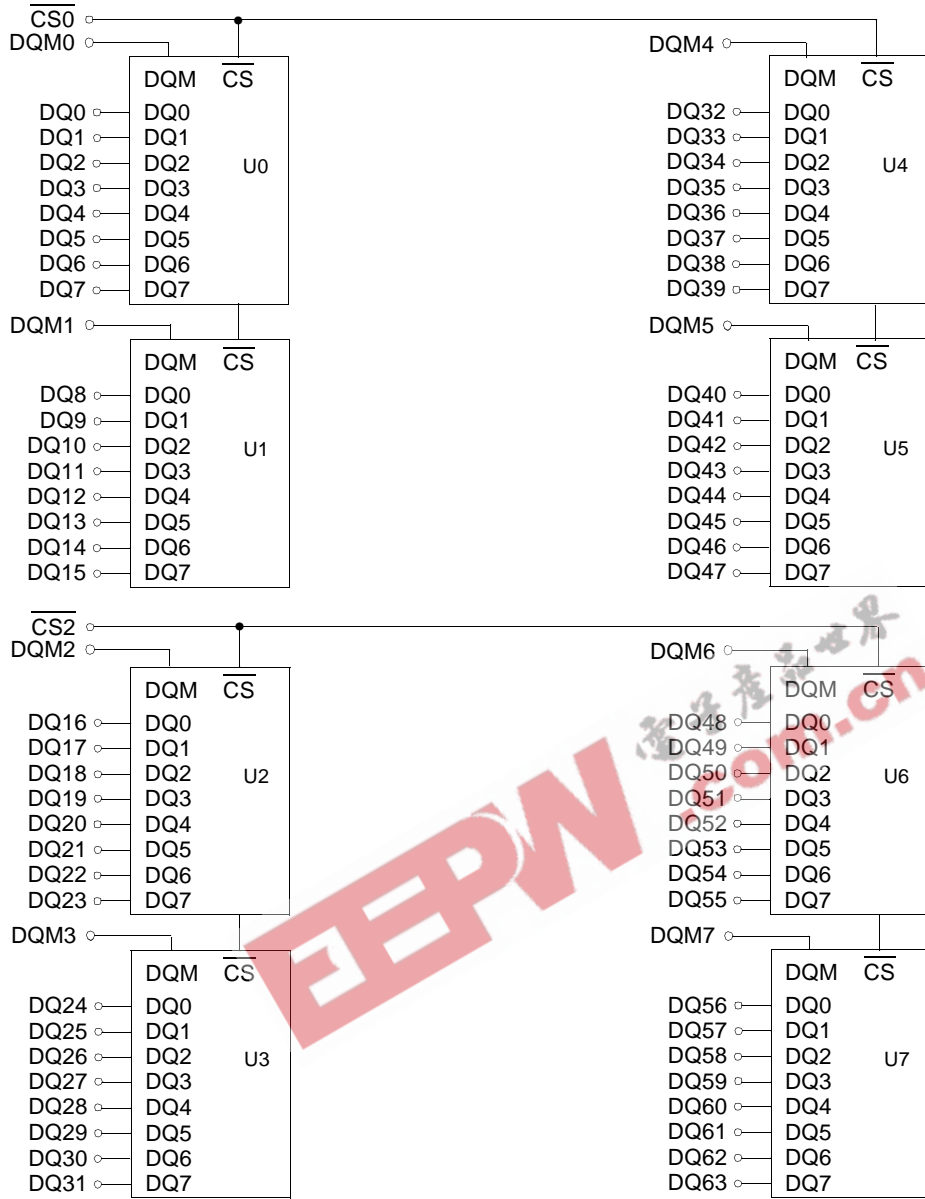 CS0
DQM0
DQM CS
DQ0 DQ0
DQ1 DQ1
DQ2 DQ2 U0
DQ3 DQ3
DQ4 DQ4
DQ5 DQ5
DQ6 DQ6
DQ7 DQ7
DQM1
DQM CS
DQ8 DQ0
DQ9 DQ1
DQ10 DQ2 U1
DQ11 DQ3
DQ12 DQ4
DQ13 DQ5
DQ14 DQ6
DQ15 DQ7
DQM4
DQM CS
DQ32 DQ0
DQ33 DQ1
DQ34 DQ2 U4
DQ35 DQ3
DQ36 DQ4
DQ37 DQ5
DQ38 DQ6
DQ39 DQ7
DQM5
DQM CS
DQ40 DQ0
DQ41 DQ1
DQ42 DQ2 U5
DQ43 DQ3
DQ44 DQ4
DQ45 DQ5
DQ46 DQ6
DQ47 DQ7
CS2
DQM2
DQM CS
DQ16 DQ0
DQ17 DQ1
DQ18 DQ2 U2
DQ19 DQ3
DQ20 DQ4
DQ21 DQ5
DQ22 DQ6
DQ23 DQ7
DQM3
DQM CS
DQ24 DQ0
DQ25 DQ1
DQ26 DQ2 U3
DQ27 DQ3
DQ28 DQ4
DQ29 DQ5
DQ30 DQ6
DQ31 DQ7
DQM6
DQM CS
DQ48 DQ0
DQ49 DQ1
DQ50 DQ2 U6
DQ51 DQ3
DQ52 DQ4
DQ53 DQ5
DQ54 DQ6
DQ55 DQ7
DQM7
DQM CS
DQ56 DQ0
DQ57 DQ1
DQ58 DQ2 U7
DQ59 DQ3
DQ60 DQ4
DQ61 DQ5
DQ62 DQ6
DQ63 DQ7
電子產品世界
EEPW.com.cn